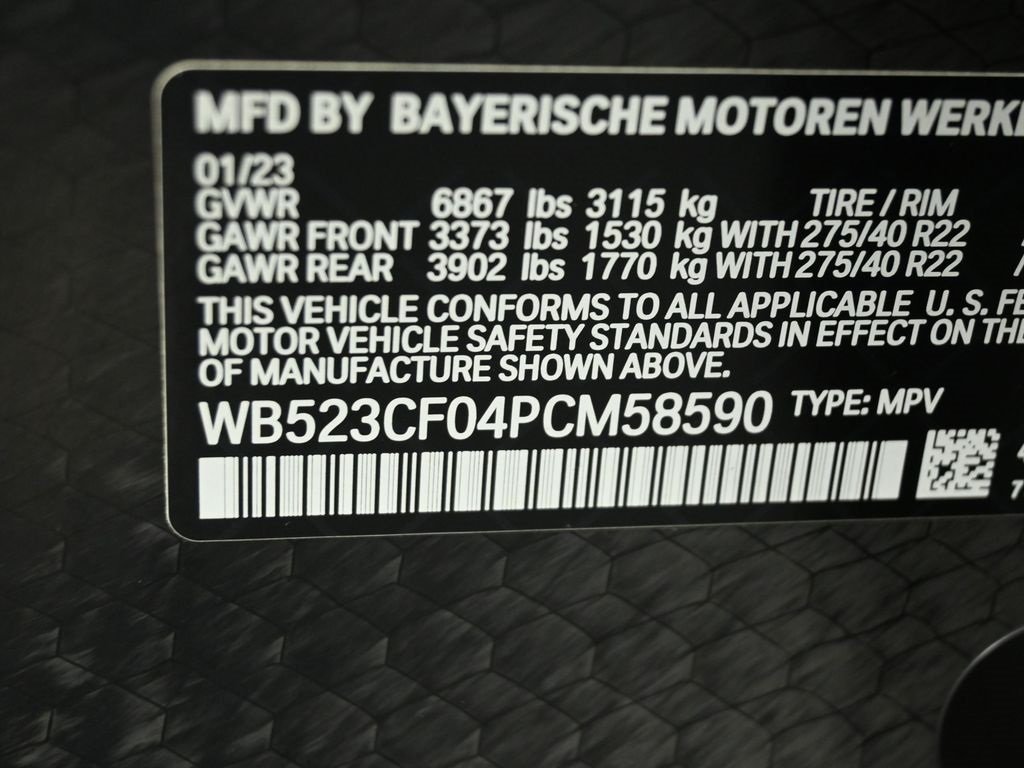 MFD BY BAYERISCHE MOTOREN
01/23
GVWR 6867 lbs 3115 kg TIRE / RIM
GAWR FRONT 3373 lbs 1530 kg WITH 275/40 R22
GAWR REAR 3902 lbs 1770 kg WITH 275/40 R22
THIS VEHICLE CONFORMS TO ALL APPLICABLE U. S.
MOTOR VEHICLE SAFETY STANDARDS IN EFFECT ON
OF MANUFACTURE SHOWN ABOVE.
WB523CF04PCM58590 TYPE: MPV